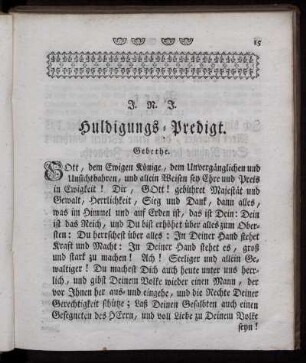 15
J. N. J.
Huldigungs-Predigt.
Gebethe.
GOtt, dem Ewigen Könige, dem Unvergänglichen und
Unsichtbahren, und allein Weisen sey Ehr und Preis
in Ewigkeit! Dir, GOtt! gebühret Majestät und
Gewalt, Herrlichkeit, Sieg und Dank, dann alles,
was im Himmel und auf Erden ist, das ist Dein: Dein
ist das Reich, und Du bist erhöhet über alles zum Ober-
sten: Du herrschest über alles: In Deiner Hand stehet
Kraft und Macht: In Deiner Hand stehet es, groß
und stark zu machen! Ach! Seeliger und allein Ge-
waltiger! Du machest Dich auch heute unter uns herr-
lich, und gibst Deinem Volke wieder einen Mann, der
vor Ihnen her aus- und eingehe, und die Rechte Deiner
Gerechtigkeit schütze; Laß Deinen Gesalbten auch einen
Gesegneten des HErrn, und voll Liebe zu Deinem Volke
seyn!